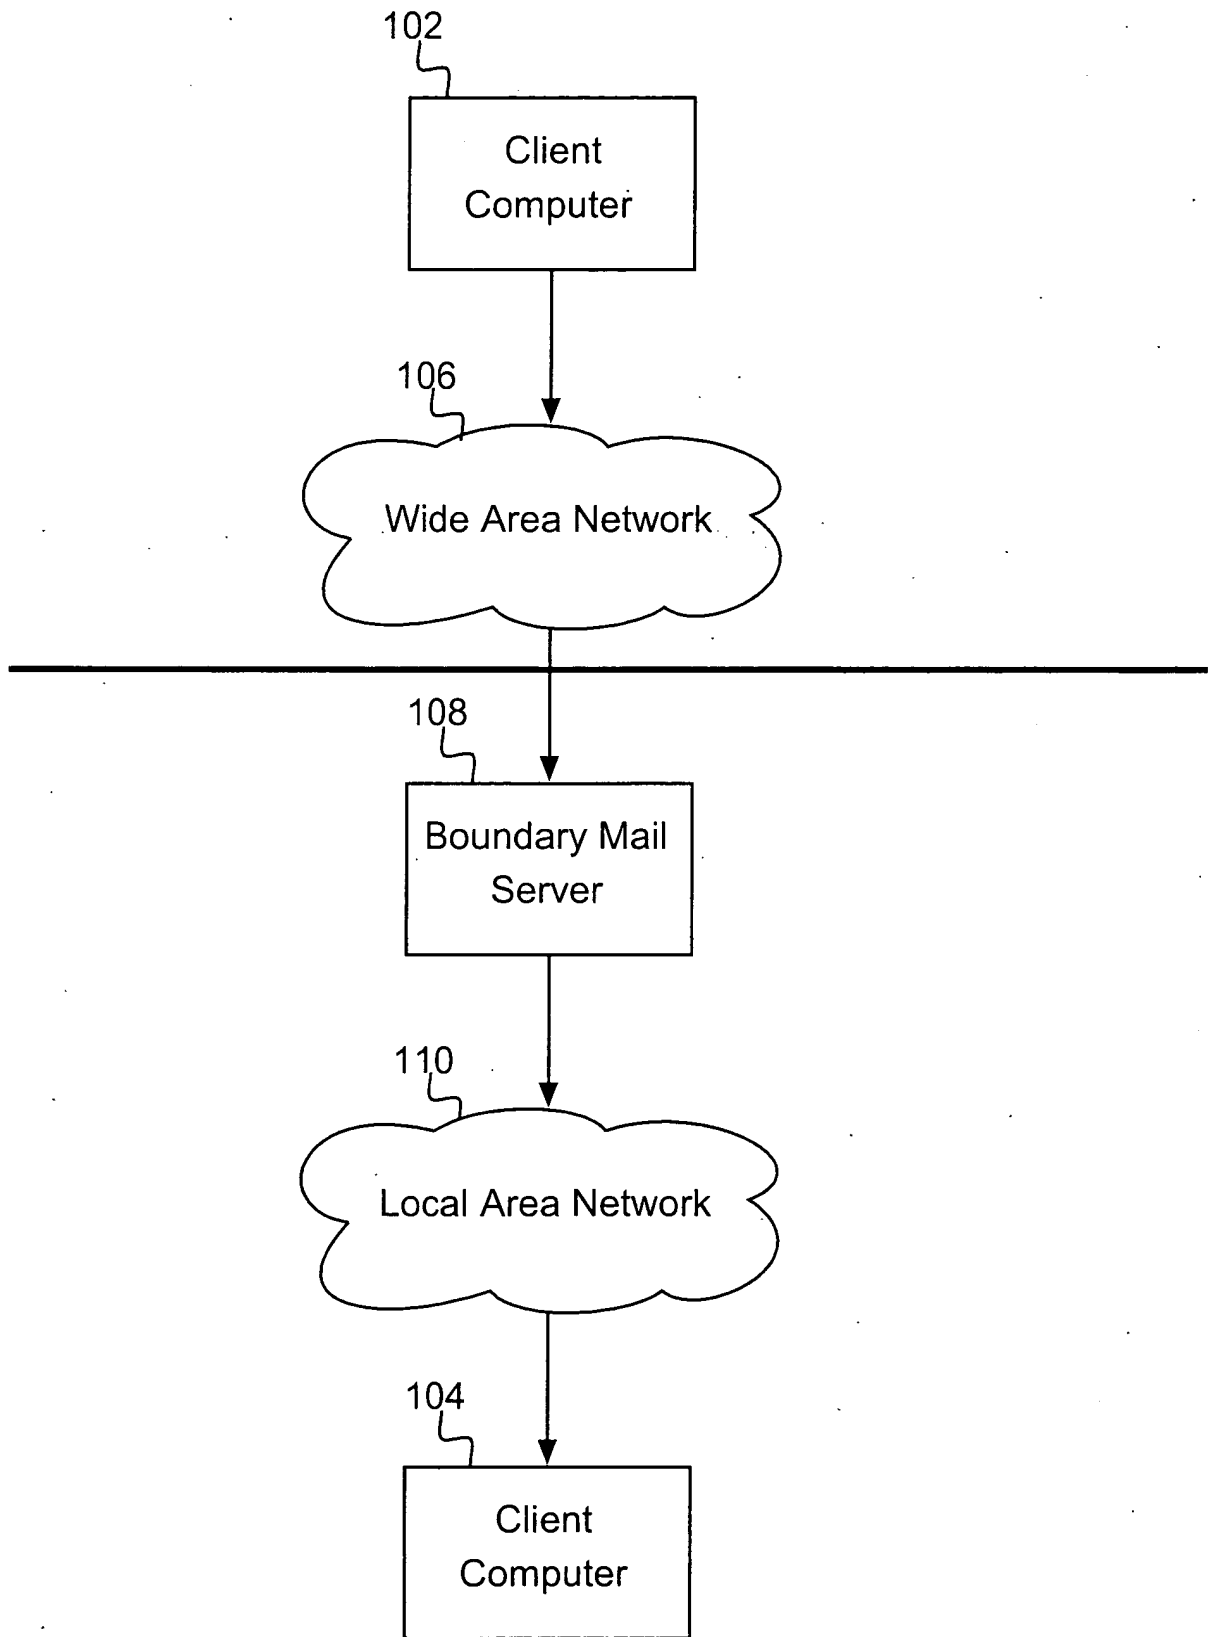 102
Client
Computer
106
Wide Area Network
108
Boundary Mail
Server
110
Local Area Network
104
Client
Computer